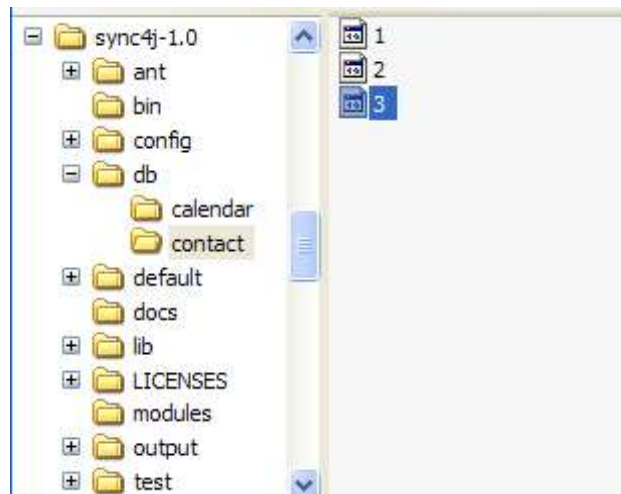 sync4j-1.0
ant
bin
config
db
calendar
contact
default
docs
lib
LICENSES
modules
output
test
1
2
3